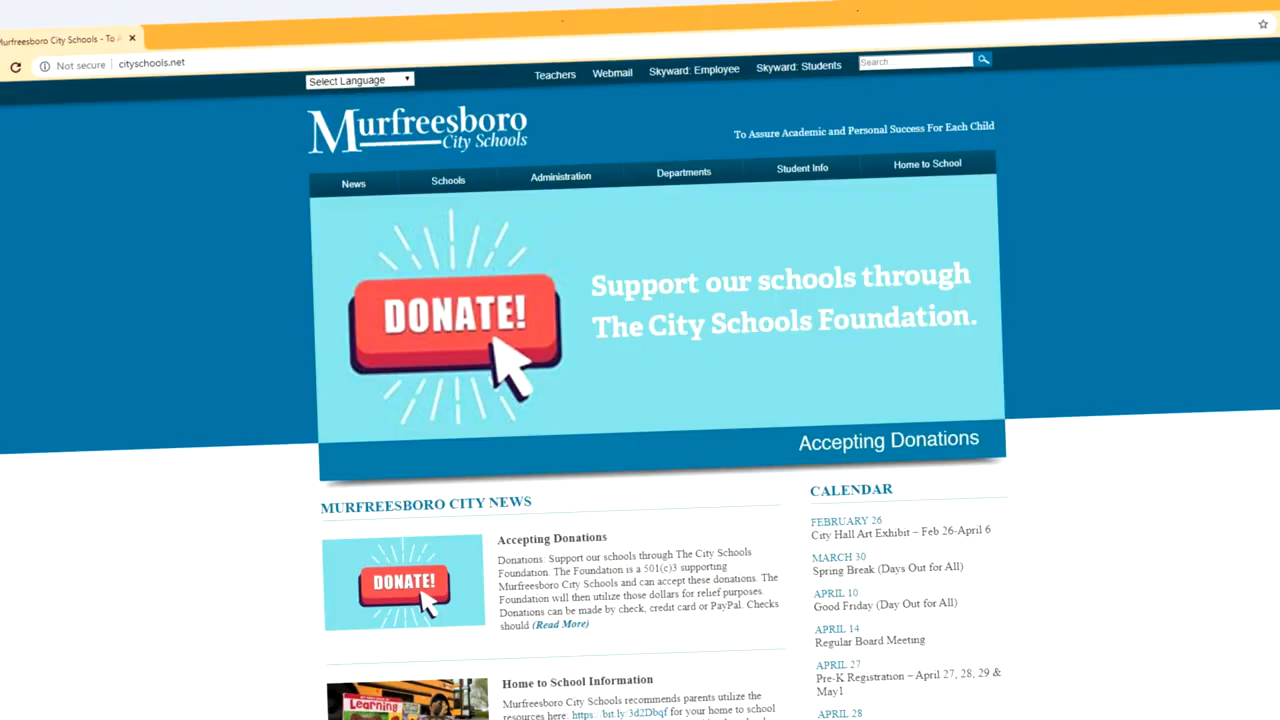 Murfreesboro City Schools - To A
Not secure
cityschools.net
Select Language
Teachers
Webmail
Skyward: Employee
Skyward: Students
Search
Murfreesboro
City Schools
To Assure Academic and Personal Success For Each Child
News
Schools
Administration
Departments
Student Info
Home to School
DONATE!
Support our schools through
The City Schools Foundation.
Accepting Donations
MURFREESBORO CITY NEWS
DONATE!
Accepting Donations
Donations: Support our schools through The City Schools
Foundation. The Foundation is a 501(c)3 supporting
Murfreesboro City Schools and can accept these donations. The
Foundation will then utilize those dollars for relief purposes.
Donations can be made by check, credit card or PayPal. Checks
should (Read More)
Learning
Home to School Information
Murfreesboro City Schools recommends parents utilize the
resources here: https://bit.ly/3d2Dbqf for your home to school
CALENDAR
FEBRUARY 26
City Hall Art Exhibit – Feb 26-April 6
MARCH 30
Spring Break (Days Out for All)
APRIL 10
Good Friday (Day Out for All)
APRIL 14
Regular Board Meeting
APRIL 27
Pre-K Registration – April 27, 28, 29 &
May1
APRIL 28